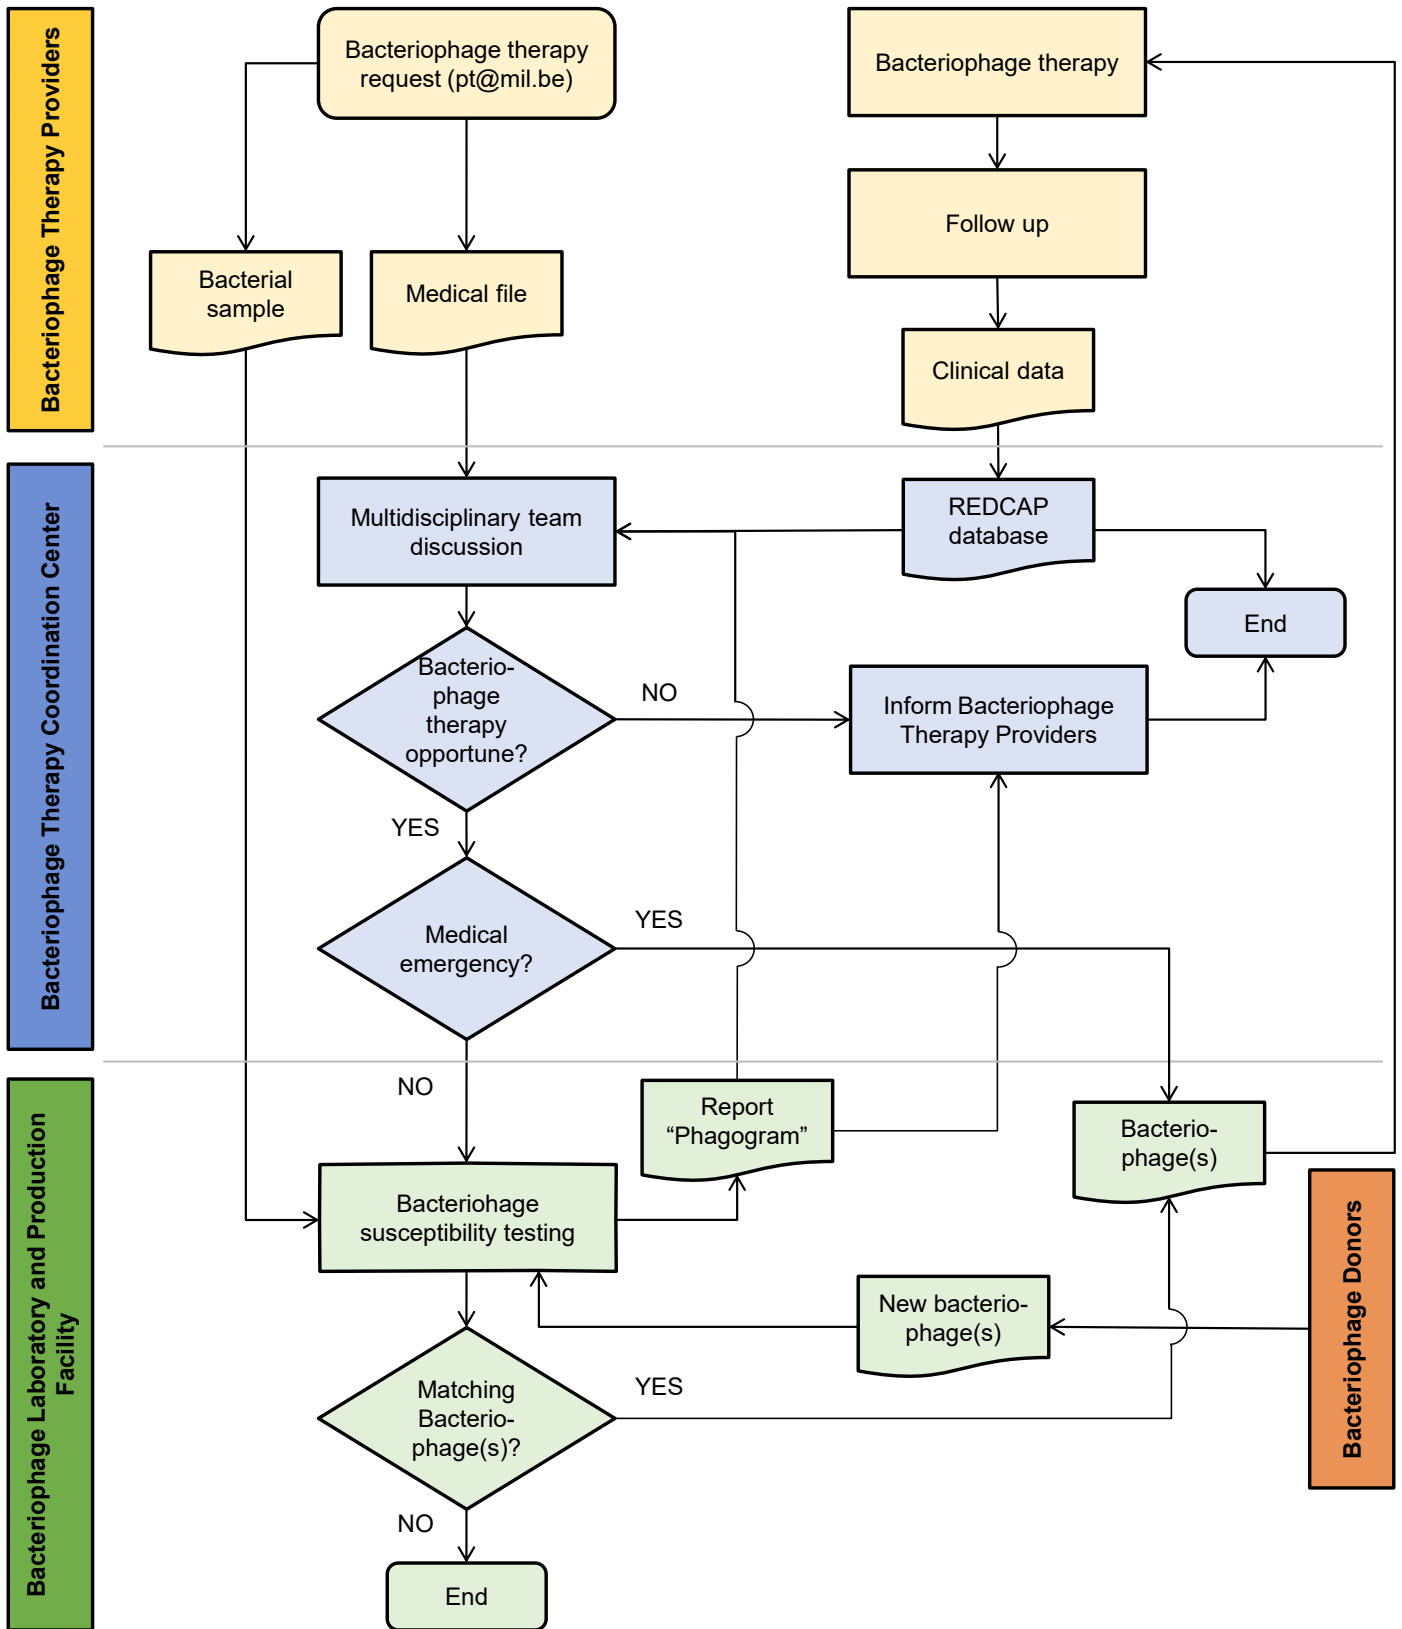 Bacteriophage Therapy Providers
Bacteriophage therapy
request (pt@mil.be)
Bacteriophage therapy
Follow up
Bacterial
sample
Medical file
Clinical data
Bacteriophage Therapy Coordination Center
Multidisciplinary team
discussion
REDCAP
database
End
Bacterio-
phage
therapy
opportune?
NO
Inform Bacteriophage
Therapy Providers
YES
Medical
emergency?
YES
NO
Bacteriophage Laboratory and Production
Facility
Report
“Phagogram”
Bacterio-
phage(s)
Bacteriohage
susceptibility testing
Bacteriophage Donors
New bacterio-
phage(s)
Matching
Bacterio-
phage(s)?
YES
NO
End